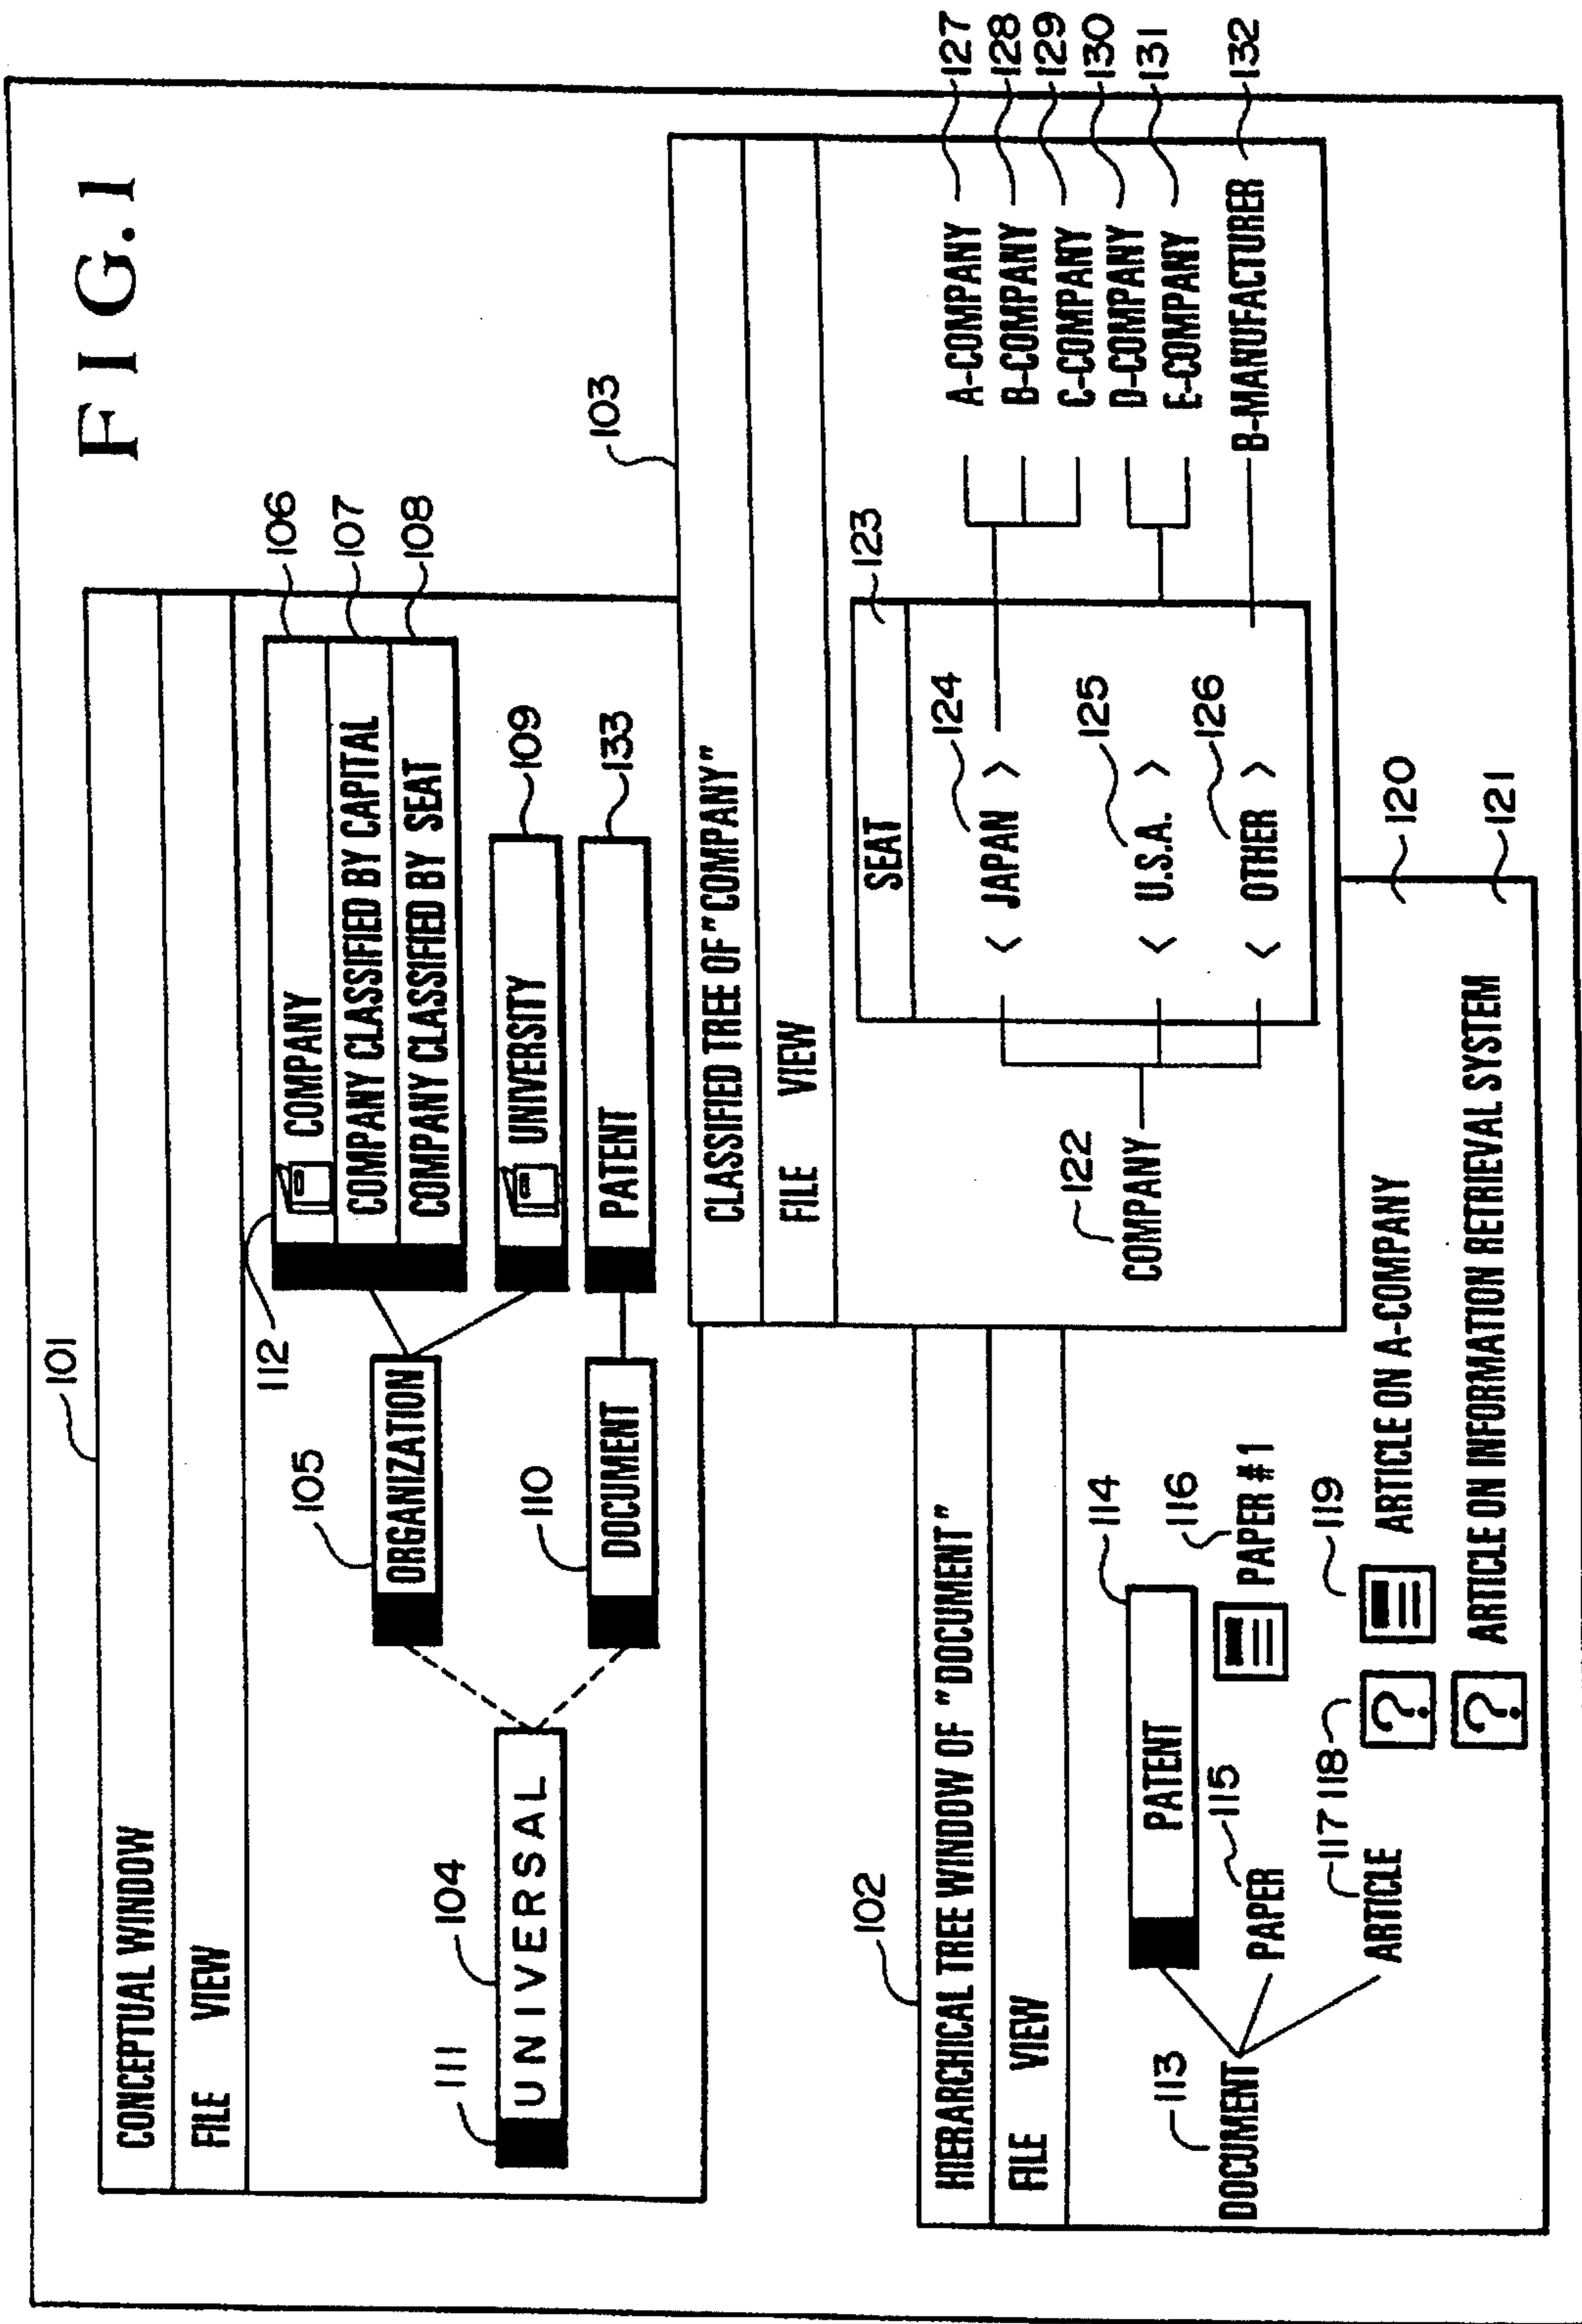 FIG.1
101
CONCEPTUAL WINDOW
FILE VIEW
112
COMPANY
106
COMPANY CLASSIFIED BY CAPITAL
107
COMPANY CLASSIFIED BY SEAT
108
105
ORGANIZATION
111
104
UNIVERSAL
UNIVERSITY
109
110
DOCUMENT
PATENT
133
103
CLASSIFIED TREE OF "COMPANY"
FILE VIEW
SEAT
123
122
COMPANY
124
< JAPAN >
125
< U.S.A. >
126
< OTHER >
A-COMPANY
127
B-COMPANY
128
C-COMPANY
129
D-COMPANY
130
E-COMPANY
131
B-MANUFACTURER
132
102
HIERARCHICAL TREE WINDOW OF "DOCUMENT"
FILE VIEW
113
DOCUMENT
114
PATENT
115
PAPER
116
PAPER #1
117
ARTICLE
118
?
119
ARTICLE ON A-COMPANY
120
?
ARTICLE ON INFORMATION RETRIEVAL SYSTEM
121